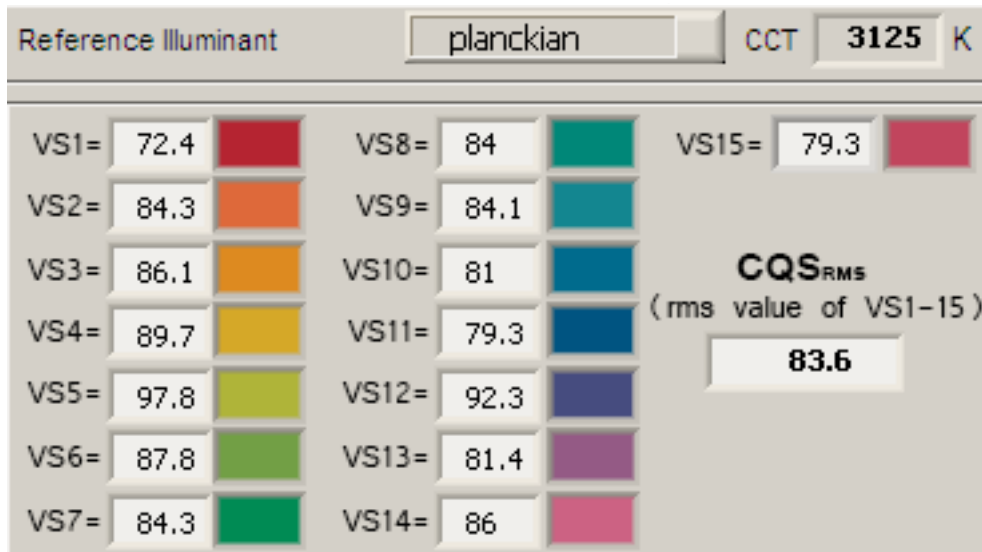 Reference Illuminant planckian CCT 3125 K
VS1= 72.4 VS8= 84 VS15= 79.3
VS2= 84.3 VS9= 84.1
VS3= 86.1 VS10= 81 CQSRMS
(rms value of VS1-15)
VS4= 89.7 VS11= 79.3
83.6
VS5= 97.8 VS12= 92.3
VS6= 87.8 VS13= 81.4
VS7= 84.3 VS14= 86